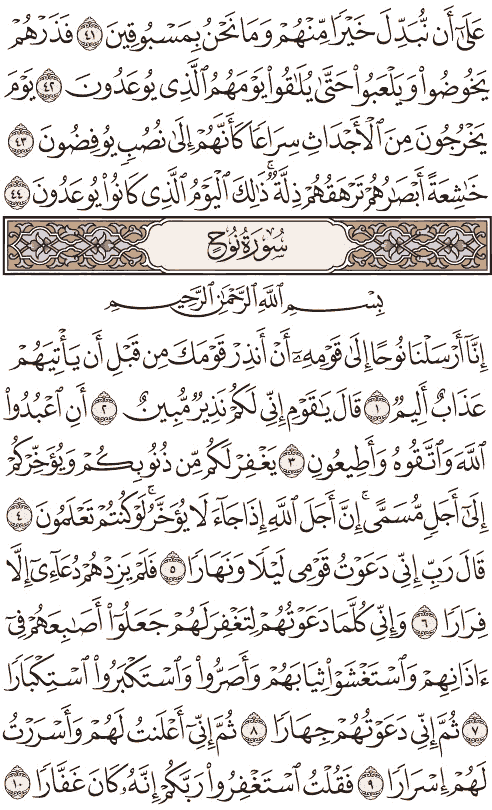 عَلَىٰٓ أَن نُّبَدِّلَ خَيْرًا مِّنْهُمْ وَمَا نَحْنُ بِمَسْبُوقِينَ ٤١ فَذَرْهُمْ
يَخُوضُوا۟ وَيَلْعَبُوا۟ حَتَّىٰ يُلَٰقُوا۟ يَوْمَهُمُ ٱلَّذِى يُوعَدُونَ ٤٢ يَوْمَ
يَخْرُجُونَ مِنَ ٱلْأَجْدَاثِ سِرَاعًا كَأَنَّهُمْ إِلَىٰ نُصُبٍ يُوفِضُونَ ٤٣
خَٰشِعَةً أَبْصَٰرُهُمْ تَرْهَقُهُمْ ذِلَّةٌ ۚ ذَٰلِكَ ٱلْيَوْمُ ٱلَّذِى كَانُوا۟ يُوعَدُونَ ٤٤
سُورَةُ نُوحٍ
بِسْمِ ٱللَّهِ ٱلرَّحْمَٰنِ ٱلرَّحِيمِ
إِنَّآ أَرْسَلْنَا نُوحًا إِلَىٰ قَوْمِهِۦٓ أَنْ أَنذِرْ قَوْمَكَ مِن قَبْلِ أَن يَأْتِيَهُمْ
عَذَابٌ أَلِيمٌ ١ قَالَ يَٰقَوْمِ إِنِّى لَكُمْ نَذِيرٌ مُّبِينٌ ٢ أَنِ ٱعْبُدُوا۟
ٱللَّهَ وَٱتَّقُوهُ وَأَطِيعُونِ ٣ يَغْفِرْ لَكُم مِّن ذُنُوبِكُمْ وَيُؤَخِّرْكُمْ
إِلَىٰٓ أَجَلٍ مُّسَمًّى ۚ إِنَّ أَجَلَ ٱللَّهِ إِذَا جَآءَ لَا يُؤَخَّرُ ۖ لَوْ كُنتُمْ تَعْلَمُونَ ٤
قَالَ رَبِّ إِنِّى دَعَوْتُ قَوْمِى لَيْلًا وَنَهَارًا ٥ فَلَمْ يَزِدْهُمْ دُعَآءِىٓ إِلَّا
فِرَارًا ٦ وَإِنِّى كُلَّمَا دَعَوْتُهُمْ لِتَغْفِرَ لَهُمْ جَعَلُوٓا۟ أَصَٰبِعَهُمْ فِىٓ
ءَاذَانِهِمْ وَٱسْتَغْشَوْا۟ ثِيَابَهُمْ وَأَصَرُّوا۟ وَٱسْتَكْبَرُوا۟ ٱسْتِكْبَارًا
٧ ثُمَّ إِنِّى دَعَوْتُهُمْ جِهَارًا ٨ ثُمَّ إِنِّىٓ أَعْلَنتُ لَهُمْ وَأَسْرَرْتُ
لَهُمْ إِسْرَارًا ٩ فَقُلْتُ ٱسْتَغْفِرُوا۟ رَبَّكُمْ إِنَّهُۥ كَانَ غَفَّارًا ١٠